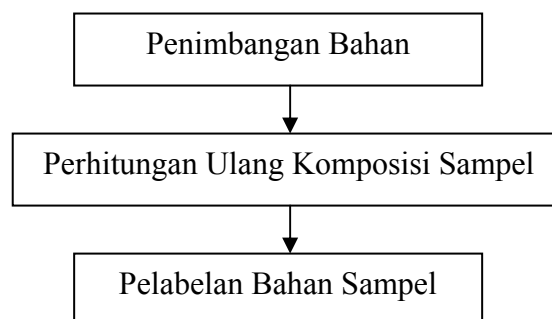 Penimbangan Bahan
Perhitungan Ulang Komposisi Sampel
Pelabelan Bahan Sampel